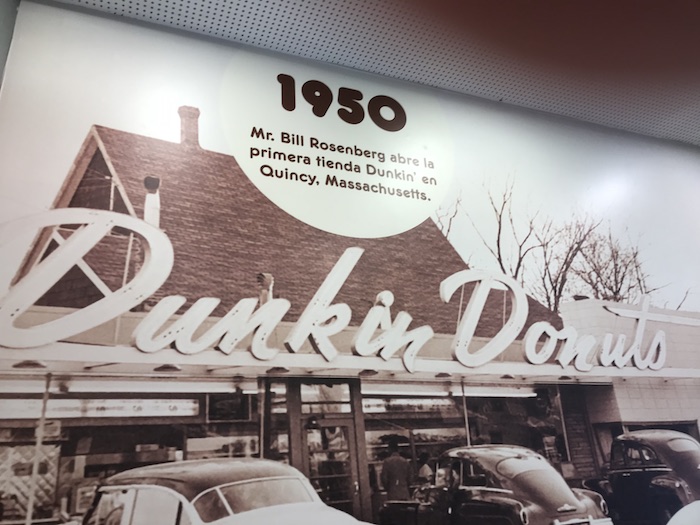 1950
Mr. Bill Rosenberg abre la
primera tienda Dunkin' en
Quincy, Massachusetts.
Dunkin Donuts